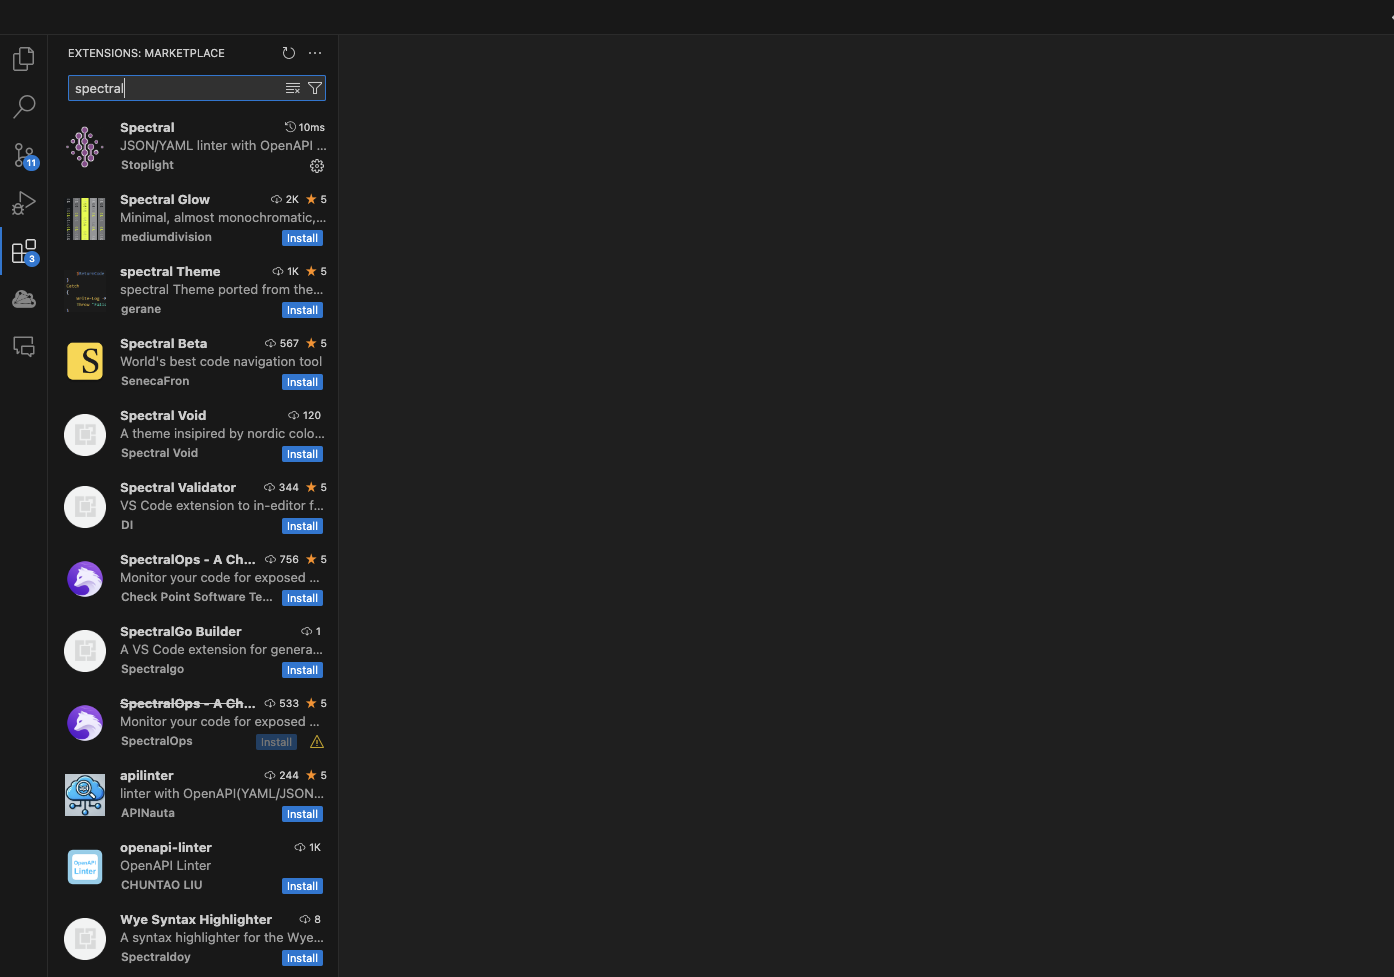 EXTENSIONS: MARKETPLACE
spectral
Spectral 10ms
JSON/YAML linter with OpenAPI ...
Stoplight
11
Spectral Glow 2K 5
Minimal, almost monochromatic,...
mediumdivision Install
3
spectral Theme 1K 5
spectral Theme ported from the...
gerane Install
Spectral Beta 567 5
World's best code navigation tool
SenecaFron Install
S
Spectral Void 120
A theme insipired by nordic colo...
Spectral Void Install
Spectral Validator 344 5
VS Code extension to in-editor f...
DI Install
SpectralOps - A Ch... 756 5
Monitor your code for exposed ...
Check Point Software Te... Install
SpectralGo Builder 1
A VS Code extension for genera...
Spectralgo Install
SpectralOps - A Ch... 533 5
Monitor your code for exposed ...
SpectralOps Install
apilinter 244 5
linter with OpenAPI(YAML/JSON...
APINauta Install
openapi-linter 1K
OpenAPI Linter
CHUNTAO LIU Install
OpenAPI
Linter
Wye Syntax Highlighter 8
A syntax highlighter for the Wye...
Spectraldoy Install